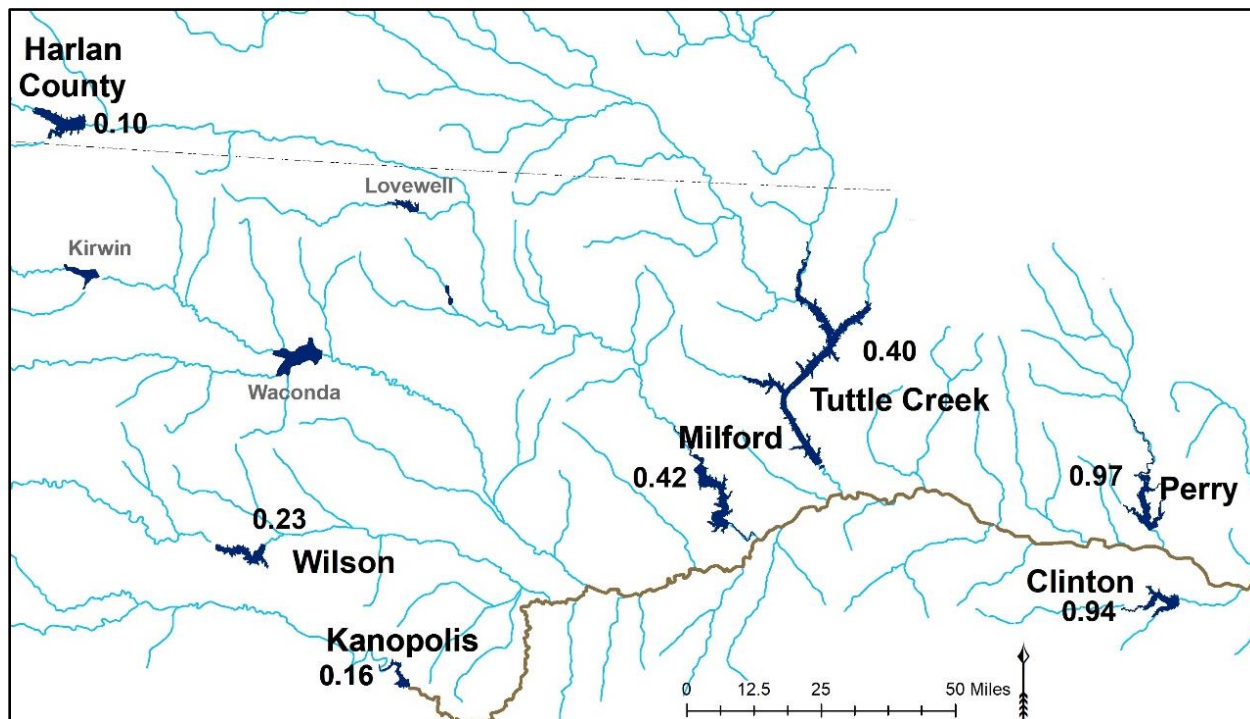 Harlan
County
0.10
Lovewell
Kirwin
Waconda
0.40
Tuttle Creek
Milford
0.42
0.97
Perry
0.23
Wilson
Clinton
0.94
Kanopolis
0.16
0 12.5 25 50 Miles